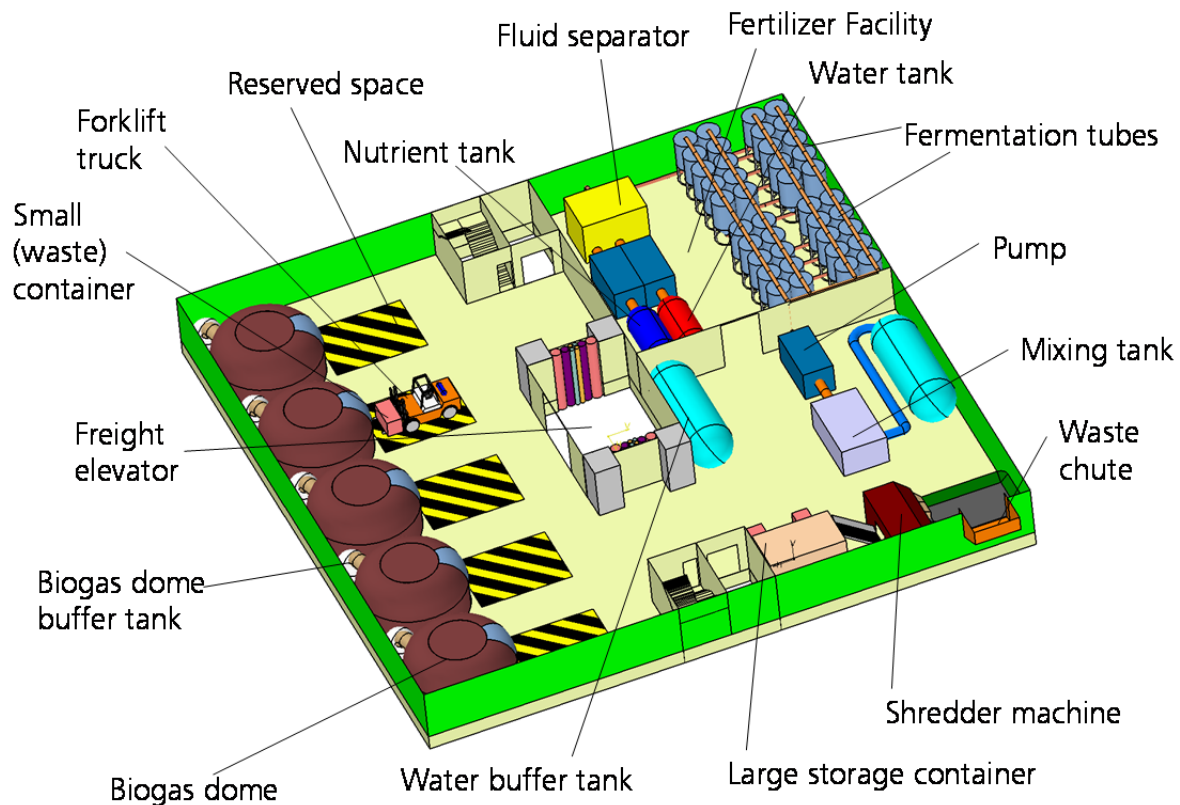 Fluid separator
Fertilizer Facility
Reserved space
Water tank
Forklift
truck
Nutrient tank
Fermentation tubes
Small
(waste)
container
Pump
Mixing tank
Freight
elevator
Waste
chute
Biogas dome
buffer tank
Shredder machine
Biogas dome
Water buffer tank
Large storage container